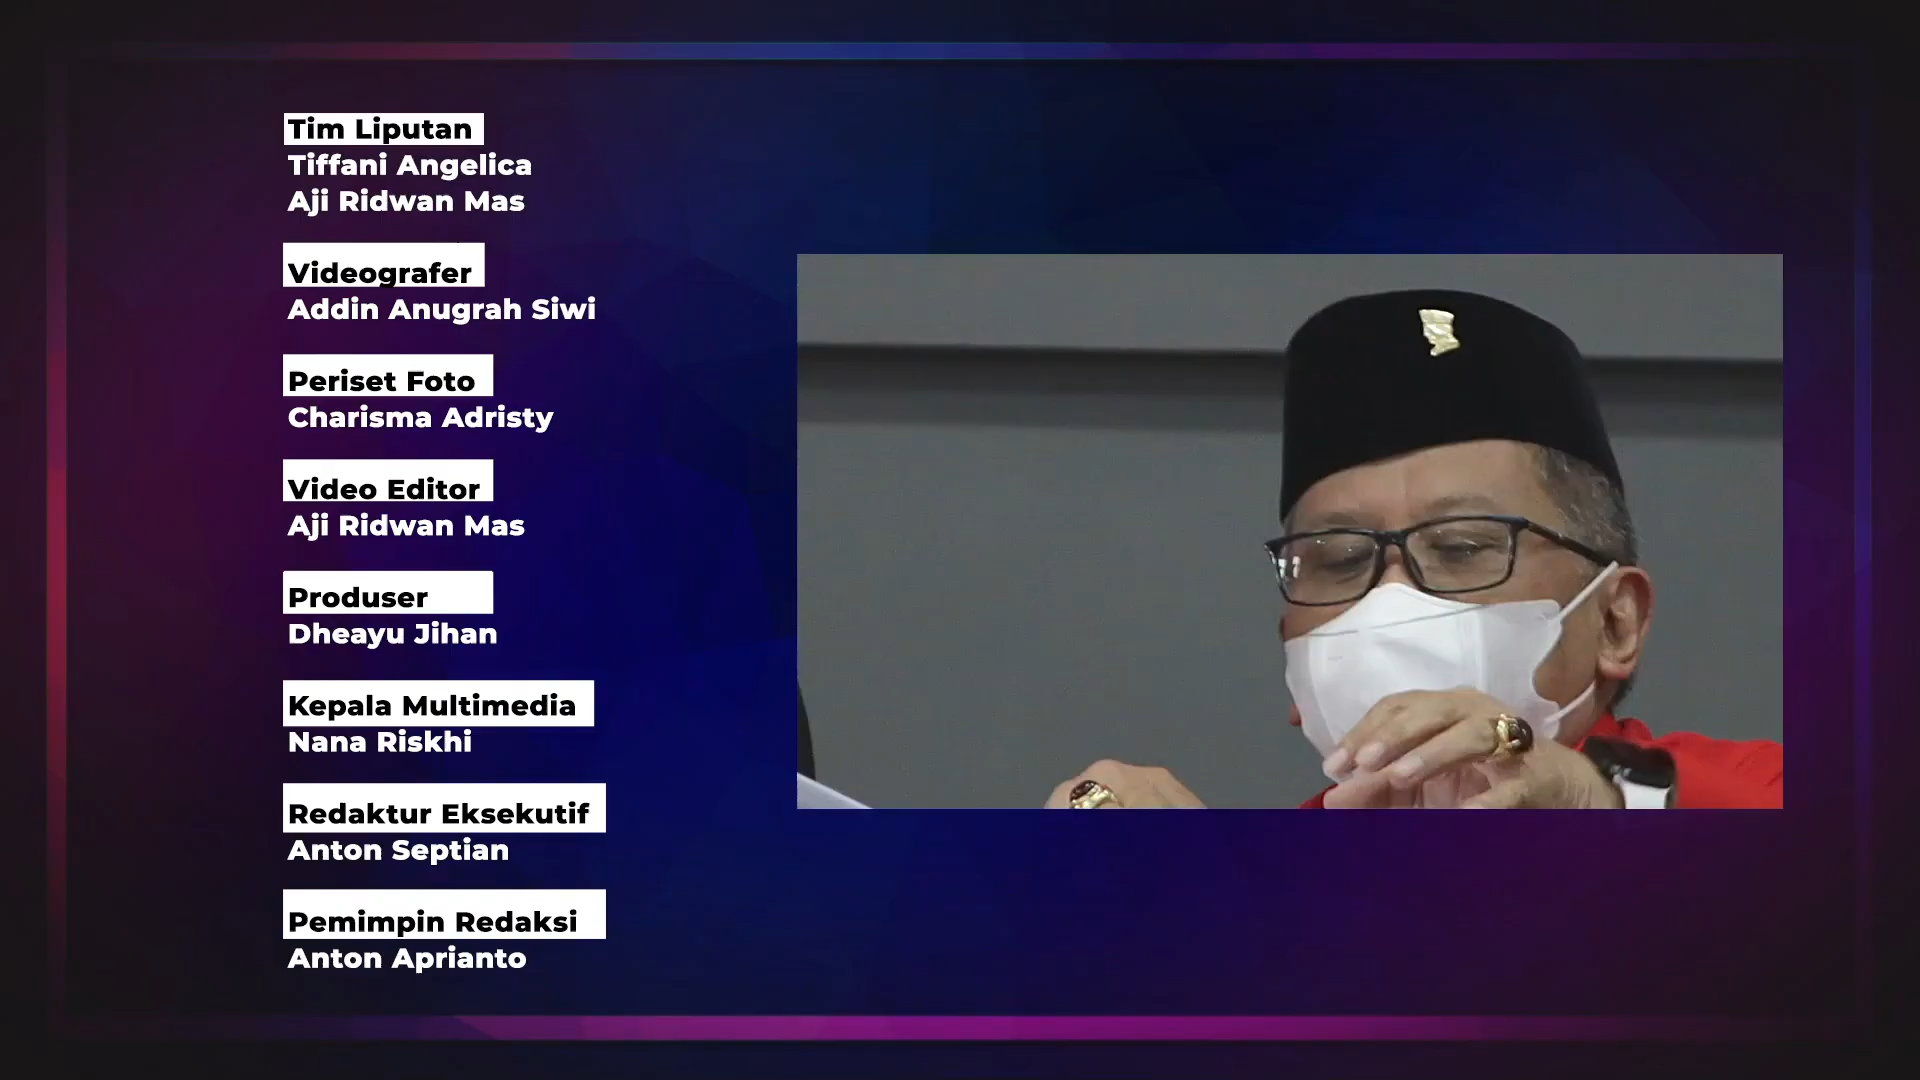 Tim Liputan
Tiffani Angelica
Aji Ridwan Mas
Videografer
Addin Anugrah Siwi
Periset Foto
Charisma Adristy
Video Editor
Aji Ridwan Mas
Produser
Dheayu Jihan
Kepala Multimedia
Nana Riskhi
Redaktur Eksekutif
Anton Septian
Pemimpin Redaksi
Anton Aprianto